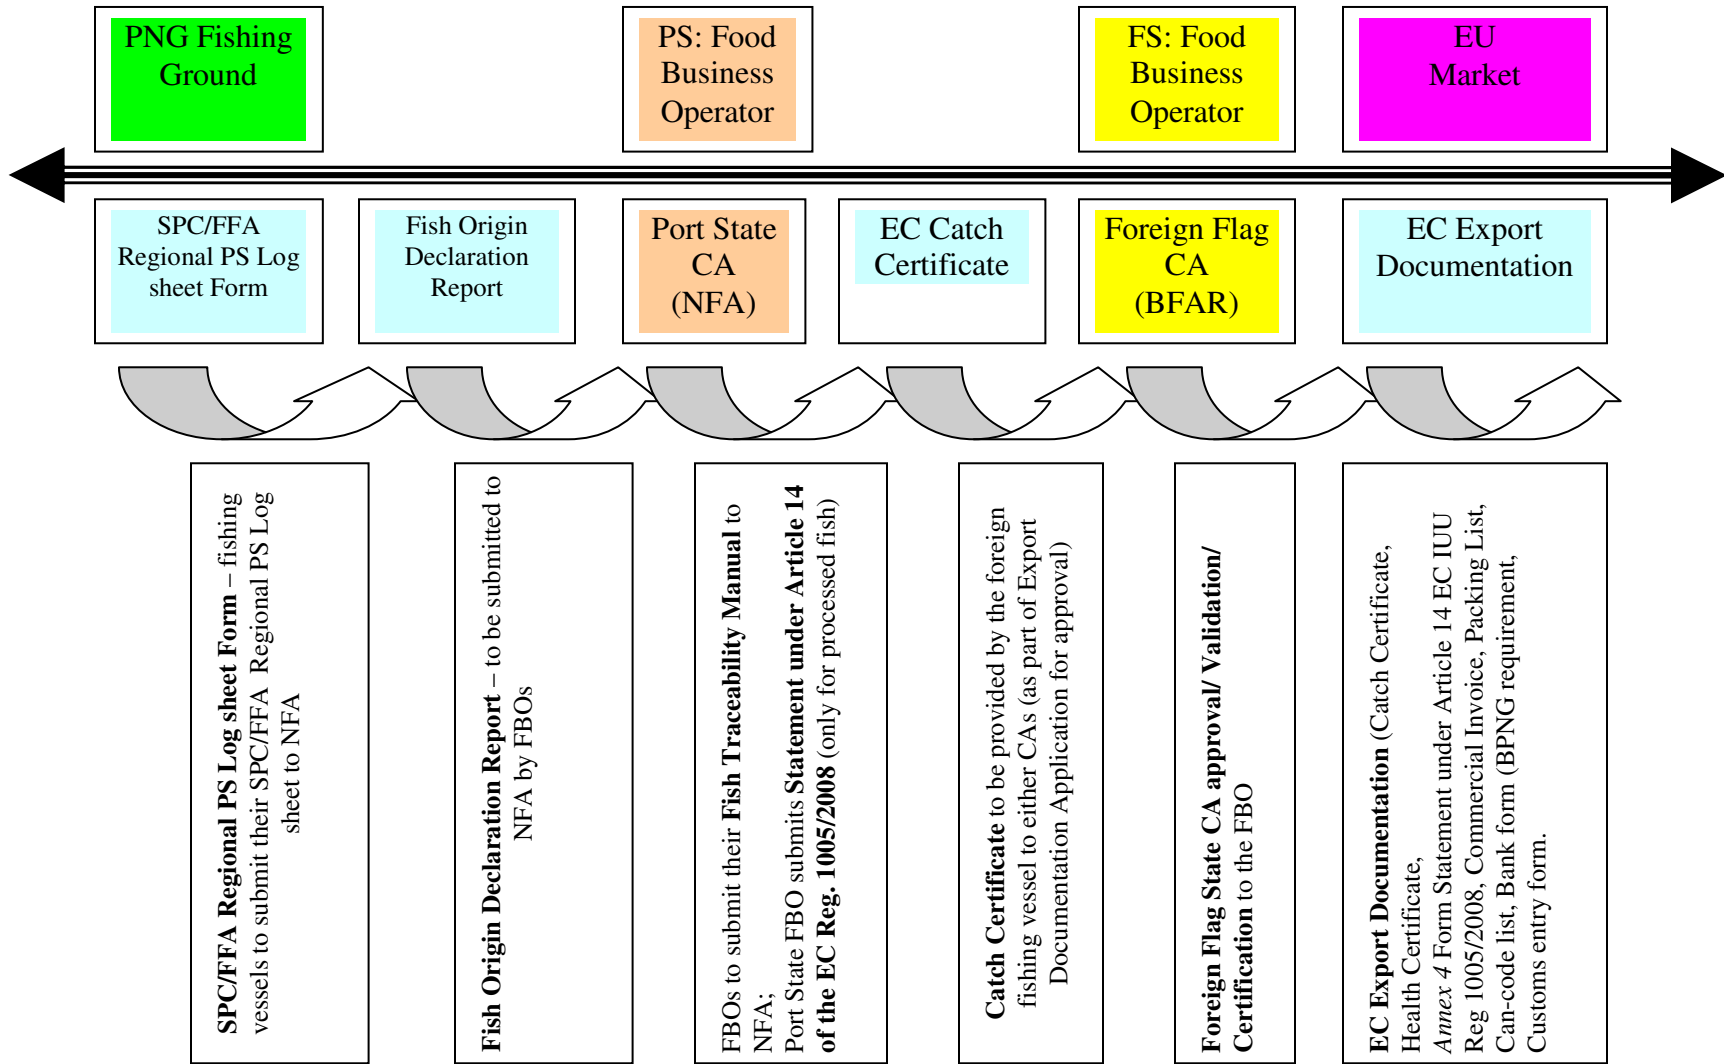 PNG Fishing
Ground
PS: Food
Business
Operator
FS: Food
Business
Operator
EU
Market
SPC/FFA
Regional PS Log
sheet Form
Fish Origin
Declaration
Report
Port State
CA
(NFA)
EC Catch
Certificate
Foreign Flag
CA
(BFAR)
EC Export
Documentation
SPC/FFA Regional PS Log sheet Form – fishing
vessels to submit their SPC/FFA Regional PS Log
sheet to NFA
Fish Origin Declaration Report – to be submitted to
NFA by FBOs
FBOs to submit their Fish Traceability Manual to
NFA;
Port State FBO submits Statement under Article 14
of the EC Reg. 1005/2008 (only for processed fish)
Catch Certificate to be provided by the foreign
fishing vessel to either CAs (as part of Export
Documentation Application for approval)
Foreign Flag State CA approval/ Validation/
Certification to the FBO
EC Export Documentation (Catch Certificate,
Health Certificate,
Annex 4 Form Statement under Article 14 EC IUU
Reg 1005/2008, Commercial Invoice, Packing List,
Can-code list, Bank form (BPNG requirement,
Customs entry form.